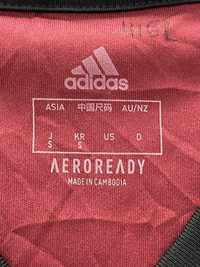 adidas
ASIA 中国尺码 AU/NZ
J KR US D
S S
AEROREADY
MADE IN CAMBODIA